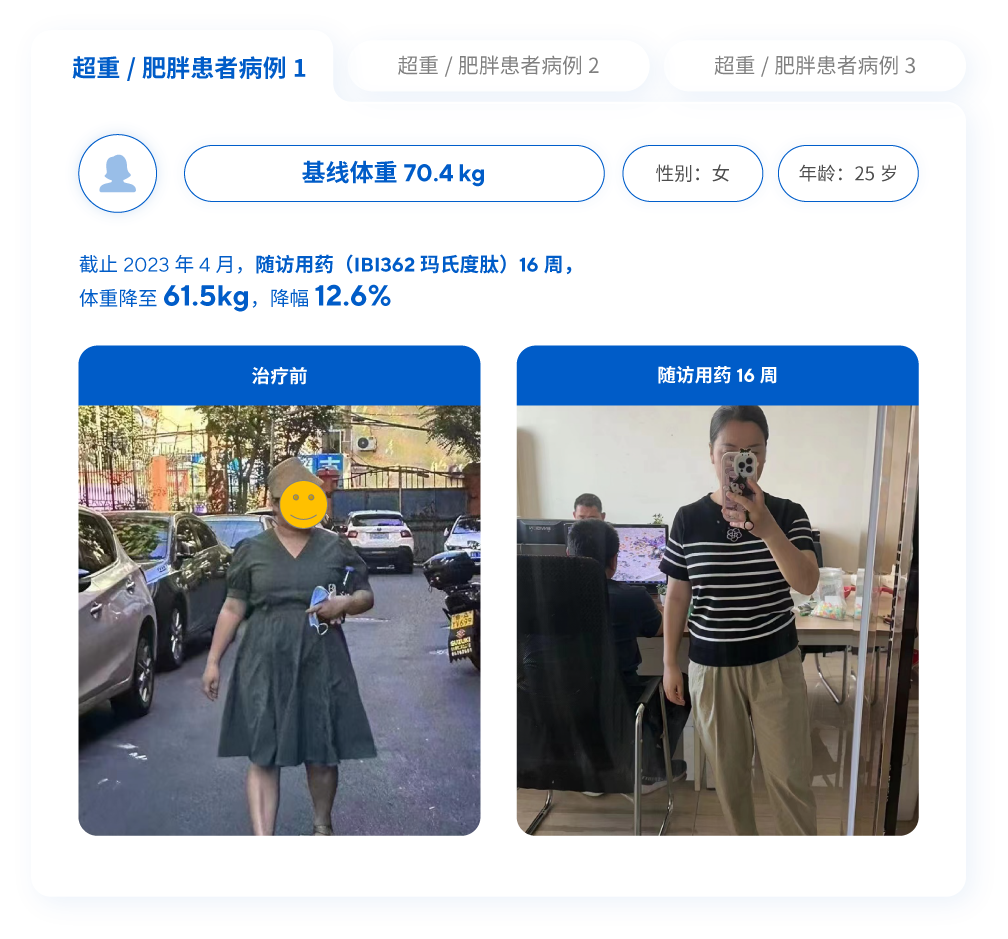 超重 / 肥胖患者病例 1
超重 / 肥胖患者病例 2
超重 / 肥胖患者病例 3
基线体重 70.4 kg
性别：女
年龄：25 岁
截止 2023 年 4 月，随访用药（IBI362 玛氏度肽）16 周，
体重降至 61.5kg，降幅 12.6%
治疗前
随访用药 16 周
SUZUKI